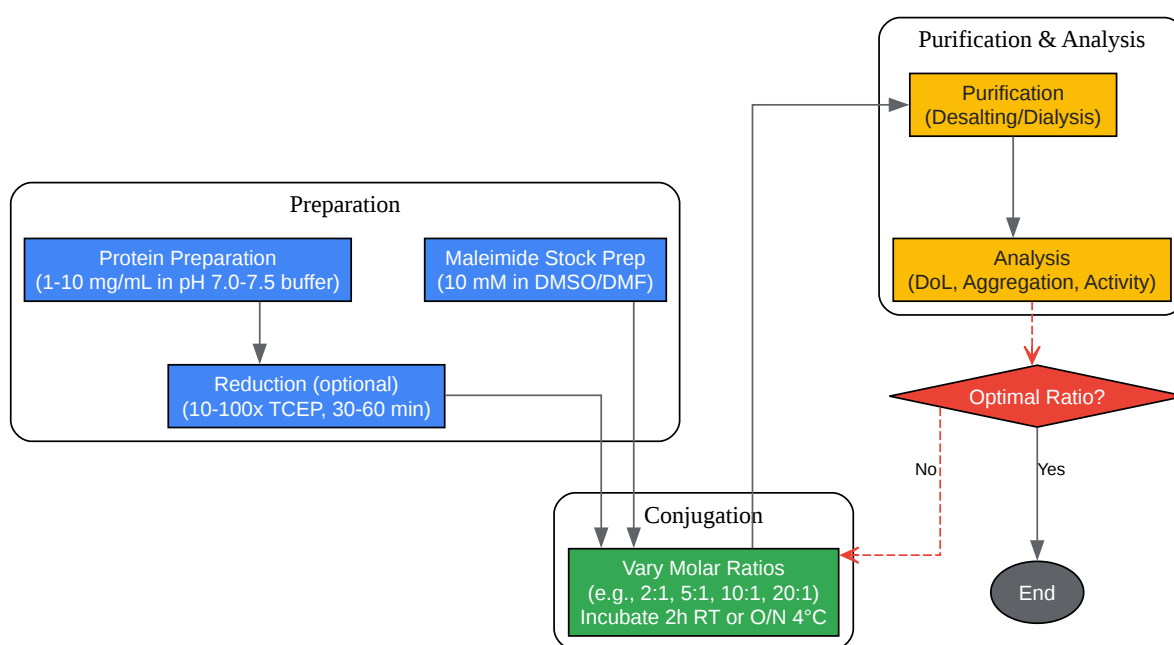 Purification & Analysis
Purification
(Desalting/Dialysis)
Preparation
Protein Preparation
(1-10 mg/mL in pH 7.0-7.5 buffer)
Maleimide Stock Prep
(10 mM in DMSO/DMF)
Analysis
(DoL, Aggregation, Activity)
Reduction (optional)
(10-100x TCEP, 30-60 min)
Optimal Ratio?
No
Yes
Conjugation
Vary Molar Ratios
(e.g., 2:1, 5:1, 10:1, 20:1)
Incubate 2h RT or O/N 4°C
End